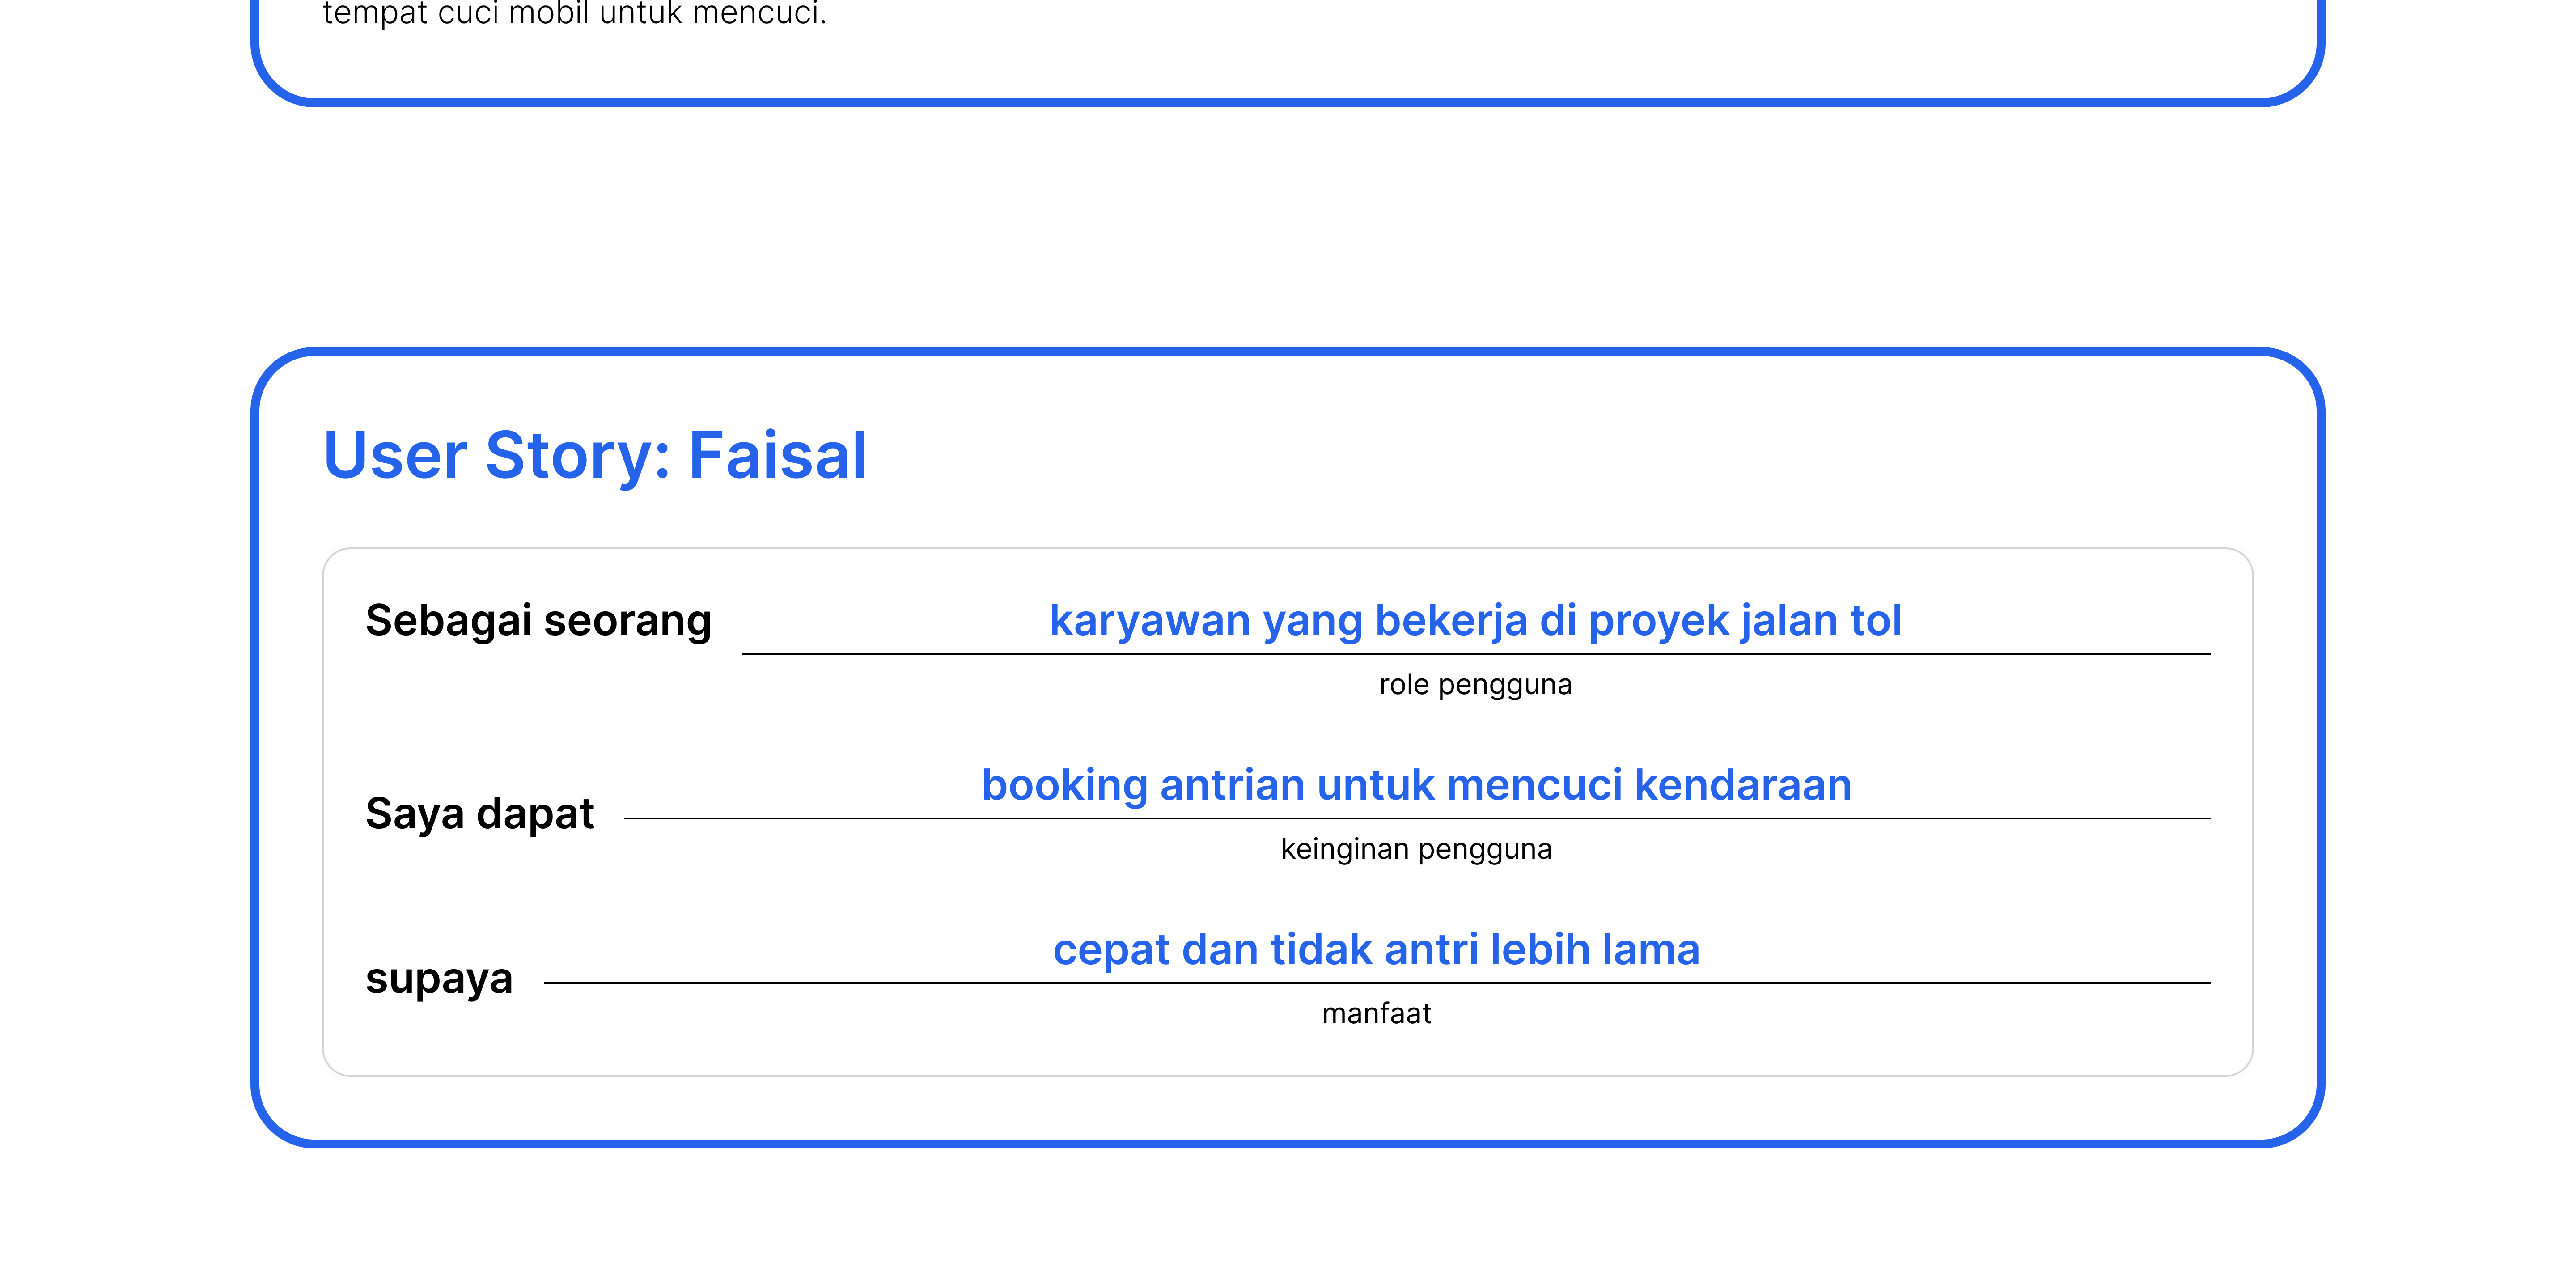 tempat cuci mobil untuk mencuci.
User Story: Faisal
Sebagai seorang karyawan yang bekerja di proyek jalan tol
role pengguna
Saya dapat booking antrian untuk mencuci kendaraan
keinginan pengguna
supaya cepat dan tidak antri lebih lama
manfaat